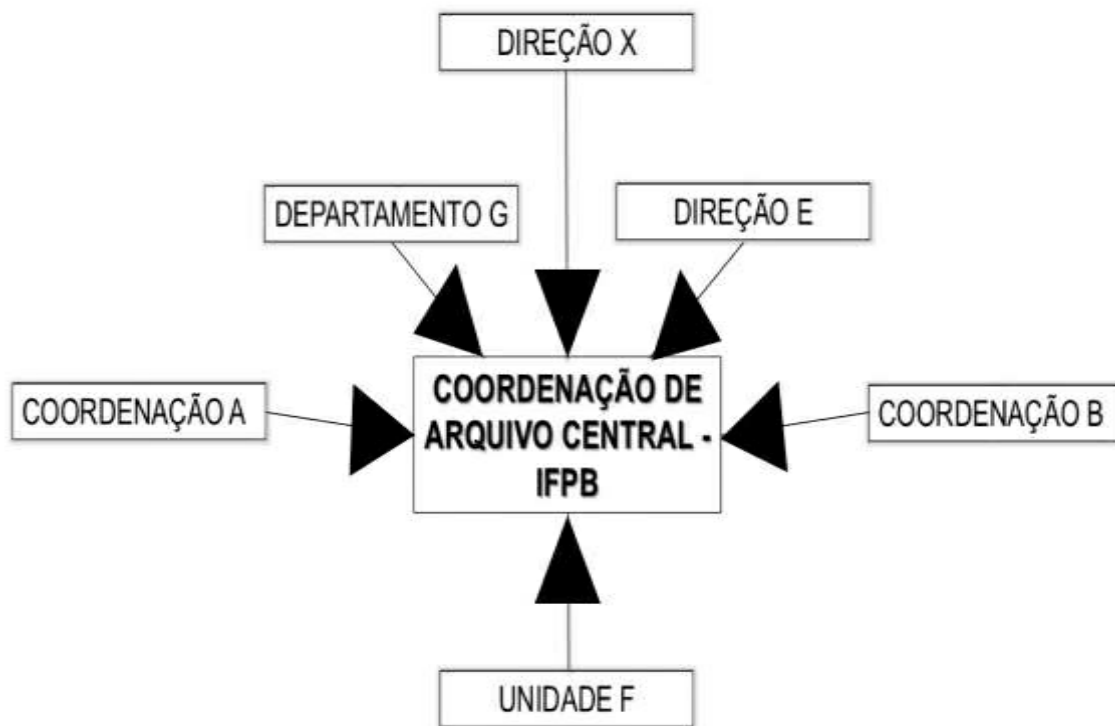 DIREÇÃO X
DEPARTAMENTO G
DIREÇÃO E
COORDENAÇÃO A
COORDENAÇÃO DE
ARQUIVO CENTRAL -
IFPB
COORDENAÇÃO B
UNIDADE F